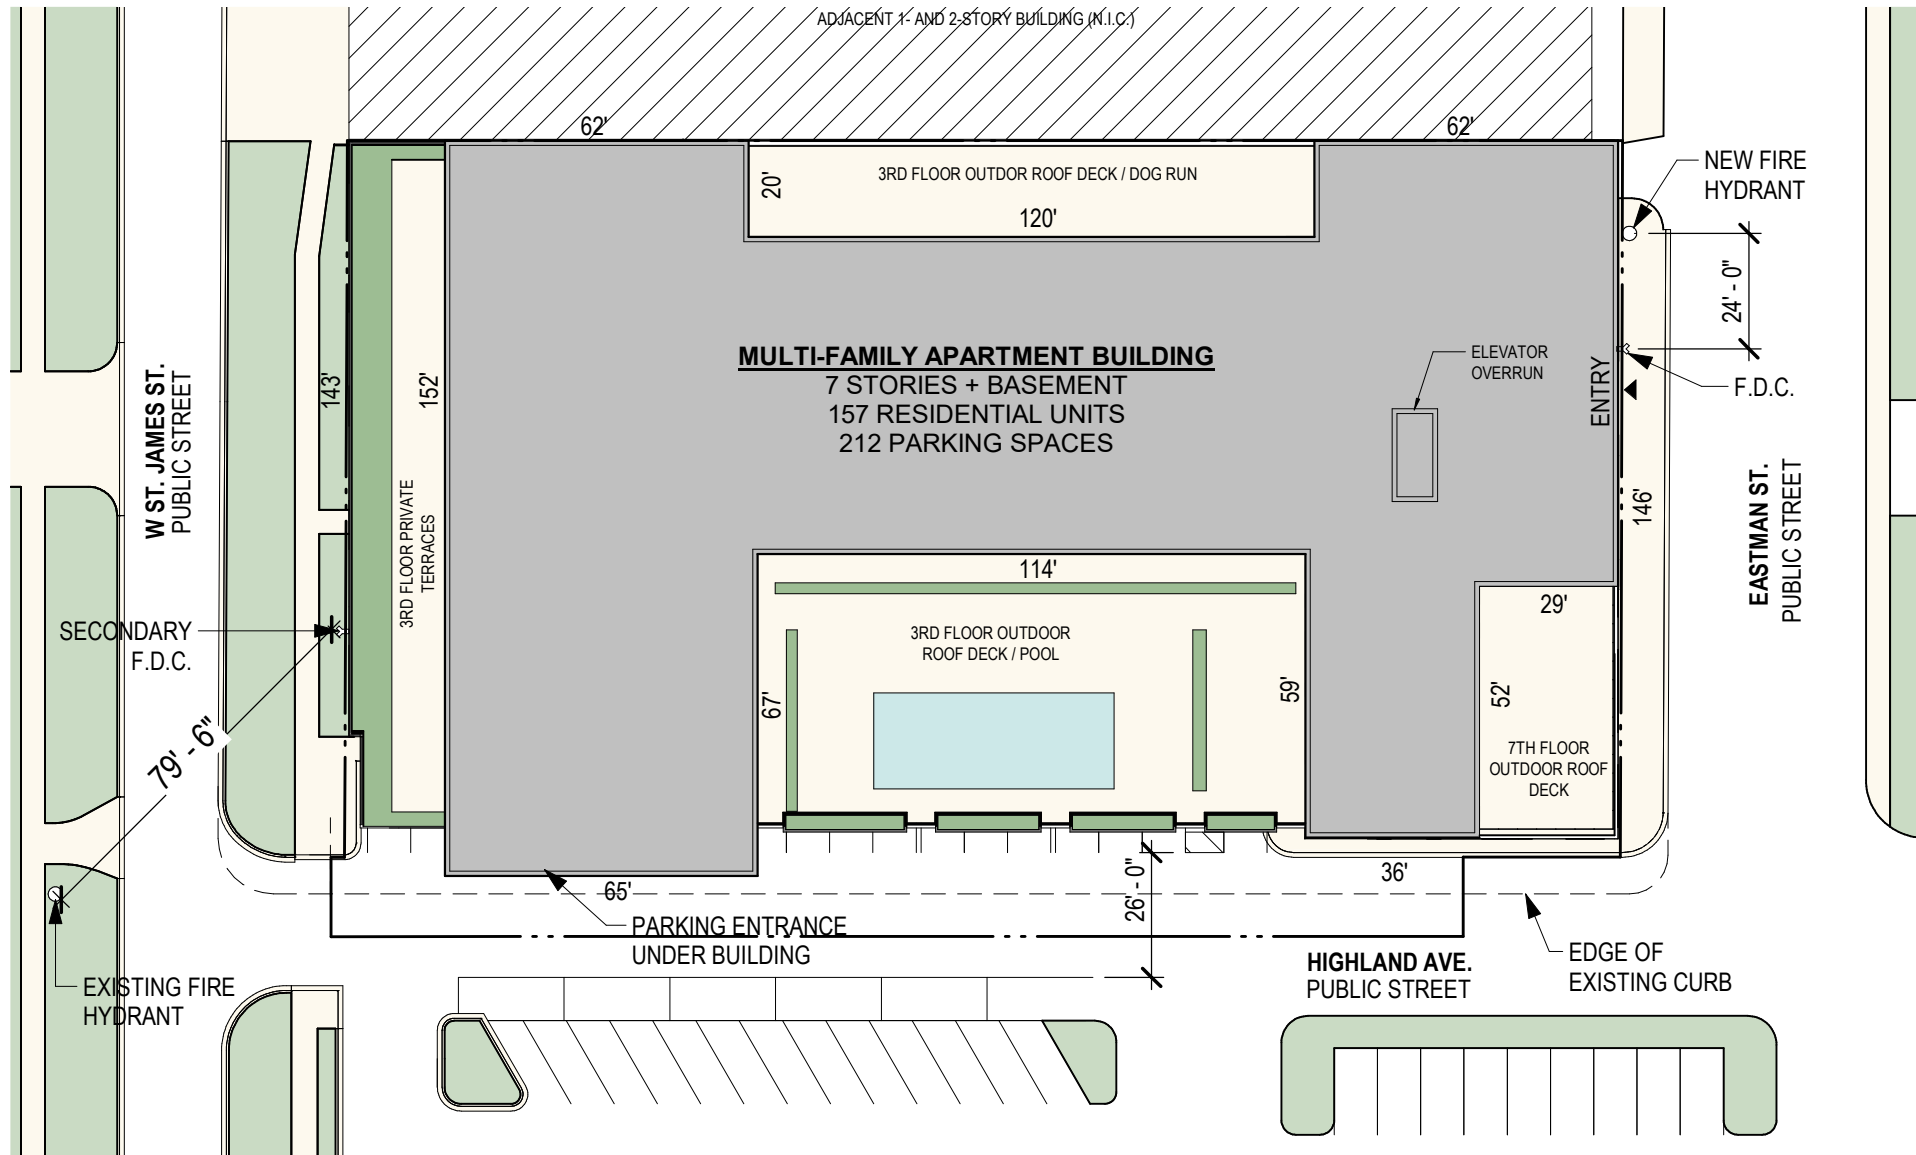 ADJACENT 1- AND 2-STORY BUILDING (N.I.C.)
62'
62'
3RD FLOOR OUTDOR ROOF DECK / DOG RUN
20'
120'
NEW FIRE
HYDRANT
24' - 0"
F.D.C.
MULTI-FAMILY APARTMENT BUILDING
7 STORIES + BASEMENT
157 RESIDENTIAL UNITS
212 PARKING SPACES
ELEVATOR
OVERRUN
ENTRY
W ST. JAMES ST.
PUBLIC STREET
143'
152'
3RD FLOOR PRIVATE
TERRACES
146'
EASTMAN ST.
PUBLIC STREET
114'
29'
SECONDARY
F.D.C.
3RD FLOOR OUTDOOR
ROOF DECK / POOL
67'
59'
52'
79' - 6"
7TH FLOOR
OUTDOOR ROOF
DECK
65'
36'
26' - 0"
PARKING ENTRANCE
UNDER BUILDING
HIGHLAND AVE.
PUBLIC STREET
EDGE OF
EXISTING CURB
EXISTING FIRE
HYDRANT